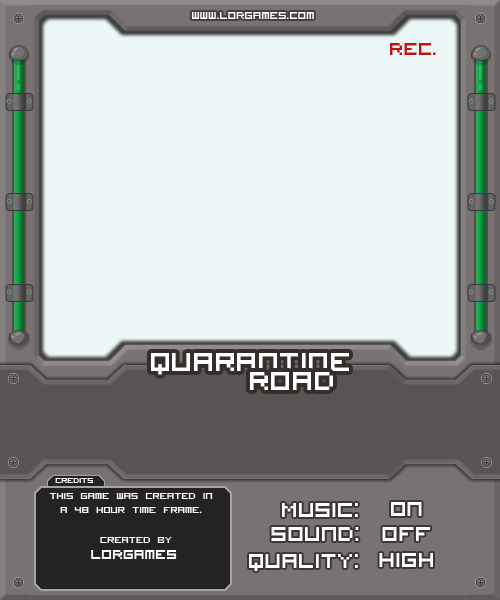 WWW.LORGAMES.COM
REC.
QUARANTINE
ROAD
CREDITS
THIS GAME WAS CREATED IN
A 48 HOUR TIME FRAME.
CREATED BY
LORGAMES
MUSIC: ON
SOUND: OFF
QUALITY: HIGH